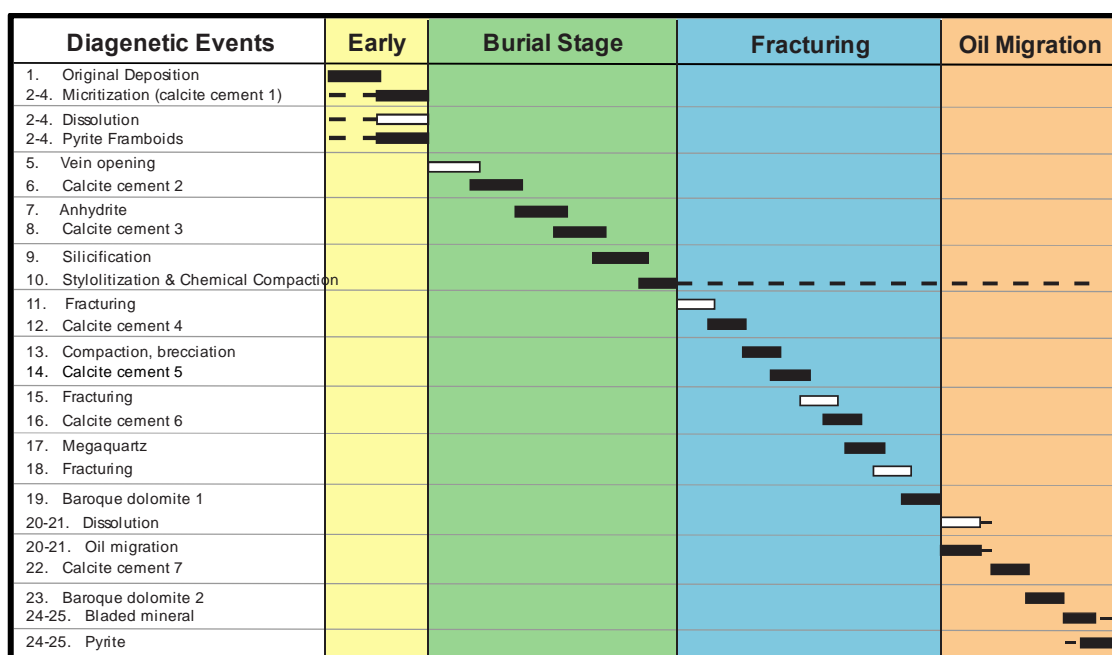 Diagenetic Events Early Burial Stage Fracturing Oil Migration
1. Original Deposition
2-4. Micritization (calcite cement 1)
2-4. Dissolution
2-4. Pyrite Framboids
5. Vein opening
6. Calcite cement 2
7. Anhydrite
8. Calcite cement 3
9. Silicification
10. Stylolitization & Chemical Compaction
11. Fracturing
12. Calcite cement 4
13. Compaction, brecciation
14. Calcite cement 5
15. Fracturing
16. Calcite cement 6
17. Megaquartz
18. Fracturing
19. Baroque dolomite 1
20-21. Dissolution
20-21. Oil migration
22. Calcite cement 7
23. Baroque dolomite 2
24-25. Bladed mineral
24-25. Pyrite